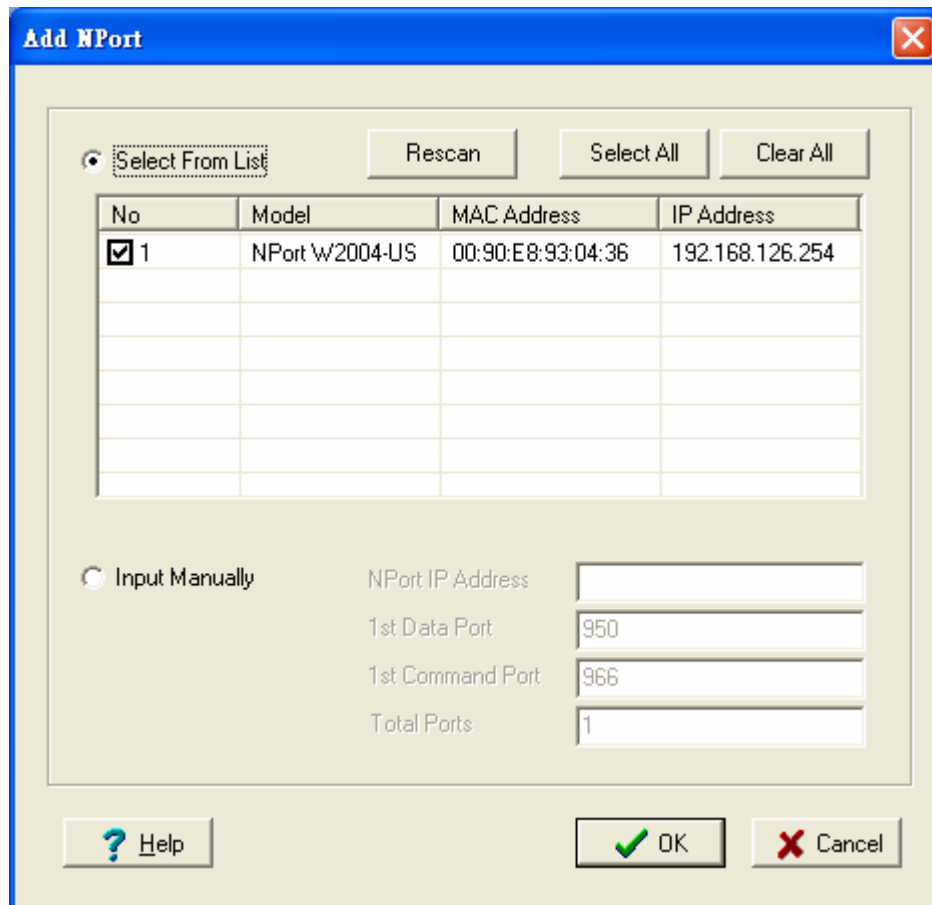 Add NPort
Select From List Rescan Select All Clear All
No Model MAC Address IP Address
1 NPort W2004-US 00:90:E8:93:04:36 192.168.126.254
Input Manually NPort IP Address
1st Data Port 950
1st Command Port 966
Total Ports 1
? Help OK Cancel